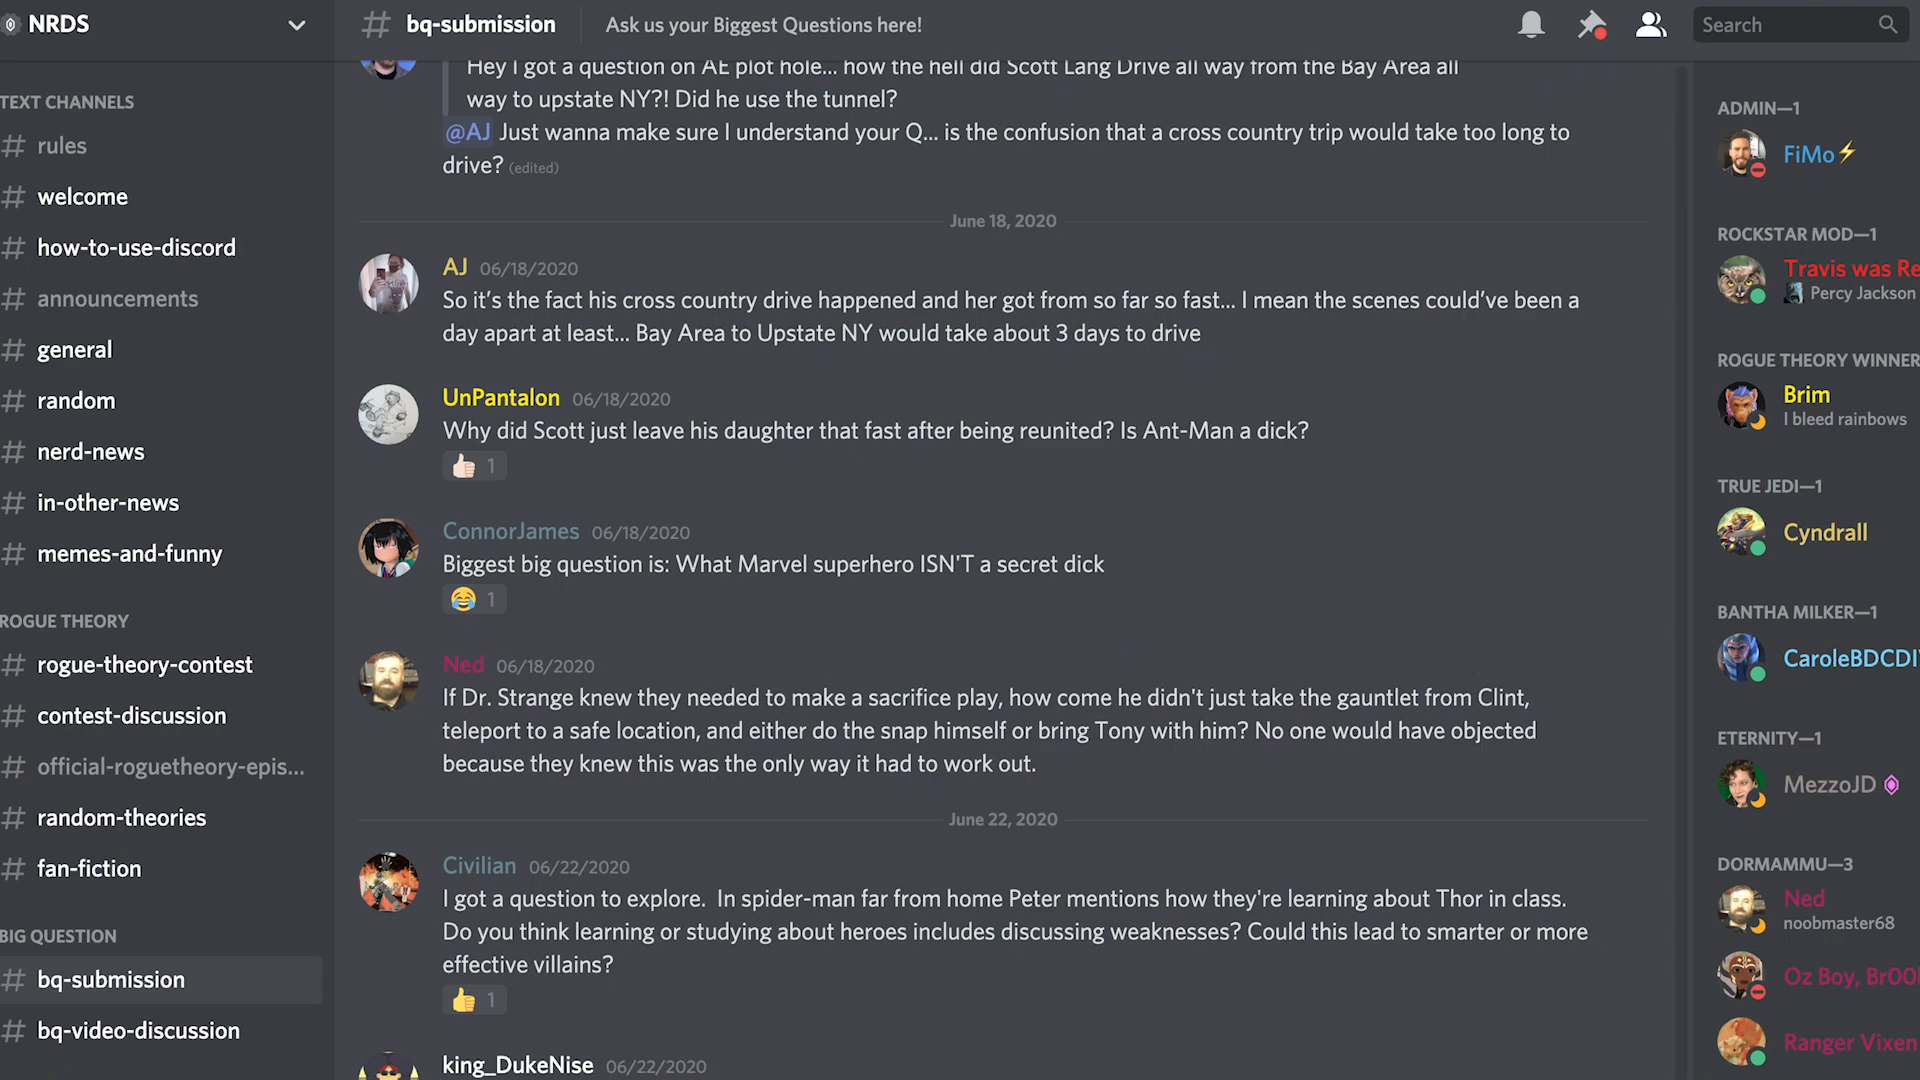 NRDS
# bq-submission
Ask us your Biggest Questions here!
Search
TEXT CHANNELS
# rules
# welcome
# how-to-use-discord
# announcements
# general
# random
# nerd-news
# in-other-news
# memes-and-funny
ROGUE THEORY
# rogue-theory-contest
# contest-discussion
# official-roguetheory-epis...
# random-theories
# fan-fiction
BIG QUESTION
# bq-submission
# bq-video-discussion
Hey I got a question on AE plot hole... how the hell did Scott Lang Drive all way from the Bay Area all
way to upstate NY?! Did he use the tunnel?
@AJ Just wanna make sure I understand your Q... is the confusion that a cross country trip would take too long to
drive? (edited)
June 18, 2020
AJ 06/18/2020
So it’s the fact his cross country drive happened and her got from so far so fast... I mean the scenes could’ve been a
day apart at least... Bay Area to Upstate NY would take about 3 days to drive
UnPantalon 06/18/2020
Why did Scott just leave his daughter that fast after being reunited? Is Ant-Man a dick?
👍🏻 1
ConnorJames 06/18/2020
Biggest big question is: What Marvel superhero ISN'T a secret dick
😂 1
Ned 06/18/2020
If Dr. Strange knew they needed to make a sacrifice play, how come he didn't just take the gauntlet from Clint,
teleport to a safe location, and either do the snap himself or bring Tony with him? No one would have objected
because they knew this was the only way it had to work out.
June 22, 2020
Civilian 06/22/2020
I got a question to explore.  In spider-man far from home Peter mentions how they're learning about Thor in class.
Do you think learning or studying about heroes includes discussing weaknesses? Could this lead to smarter or more
effective villains?
👍 1
king_DukeNise 06/22/2020
ADMIN—1
FiMo⚡
ROCKSTAR MOD—1
Travis was Re
Percy Jackson
ROGUE THEORY WINNER
Brim
I bleed rainbows
TRUE JEDI—1
Cyndrall
BANTHA MILKER—1
CaroleBDCDI
ETERNITY—1
MezzoJD
DORMAMMU—3
Ned
noobmaster68
Oz Boy, Br00
Ranger Vixen